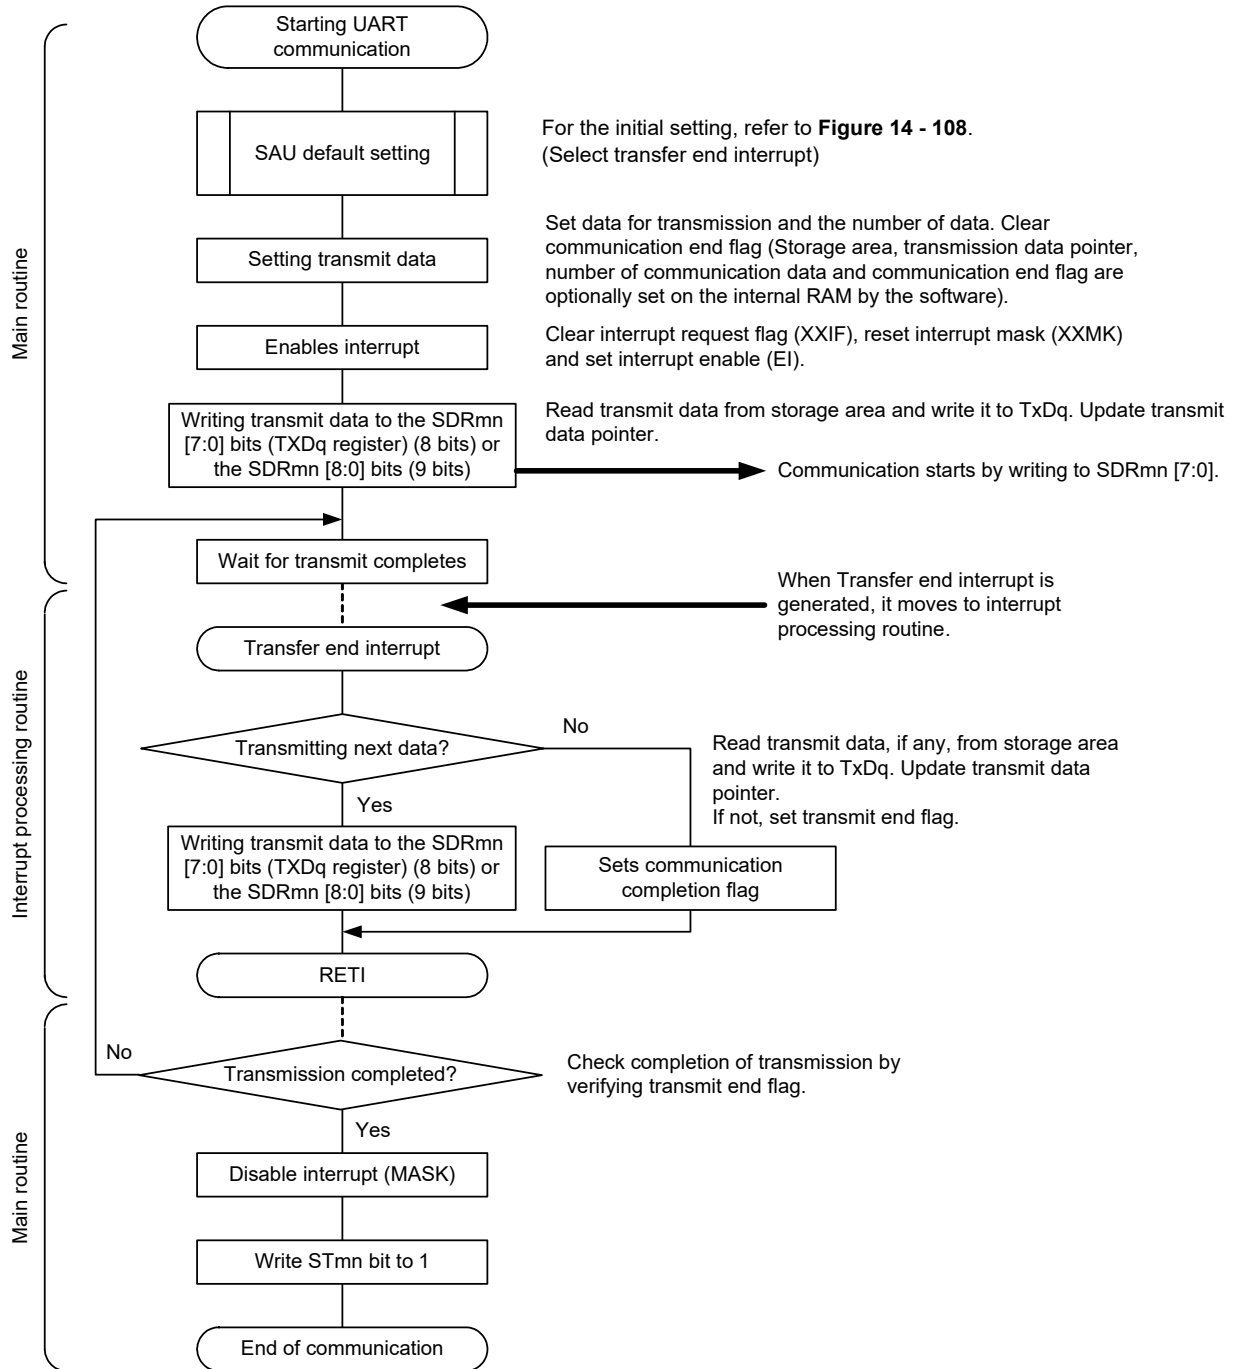 Starting UART
communication
SAU default setting
For the initial setting, refer to Figure 14 - 108.
(Select transfer end interrupt)
Main routine
Setting transmit data
Set data for transmission and the number of data. Clear
communication end flag (Storage area, transmission data pointer,
number of communication data and communication end flag are
optionally set on the internal RAM by the software).
Enables interrupt
Clear interrupt request flag (XXIF), reset interrupt mask (XXMK)
and set interrupt enable (EI).
Writing transmit data to the SDRmn
[7:0] bits (TXDq register) (8 bits) or
the SDRmn [8:0] bits (9 bits)
Read transmit data from storage area and write it to TxDq. Update transmit
data pointer.
Communication starts by writing to SDRmn [7:0].
Wait for transmit completes
When Transfer end interrupt is
generated, it moves to interrupt
processing routine.
Transfer end interrupt
Interrupt processing routine
Transmitting next data?
No
Yes
Read transmit data, if any, from storage area
and write it to TxDq. Update transmit data
pointer.
If not, set transmit end flag.
Writing transmit data to the SDRmn
[7:0] bits (TXDq register) (8 bits) or
the SDRmn [8:0] bits (9 bits)
Sets communication
completion flag
RETI
No
Transmission completed?
Check completion of transmission by
verifying transmit end flag.
Yes
Main routine
Disable interrupt (MASK)
Write STmn bit to 1
End of communication